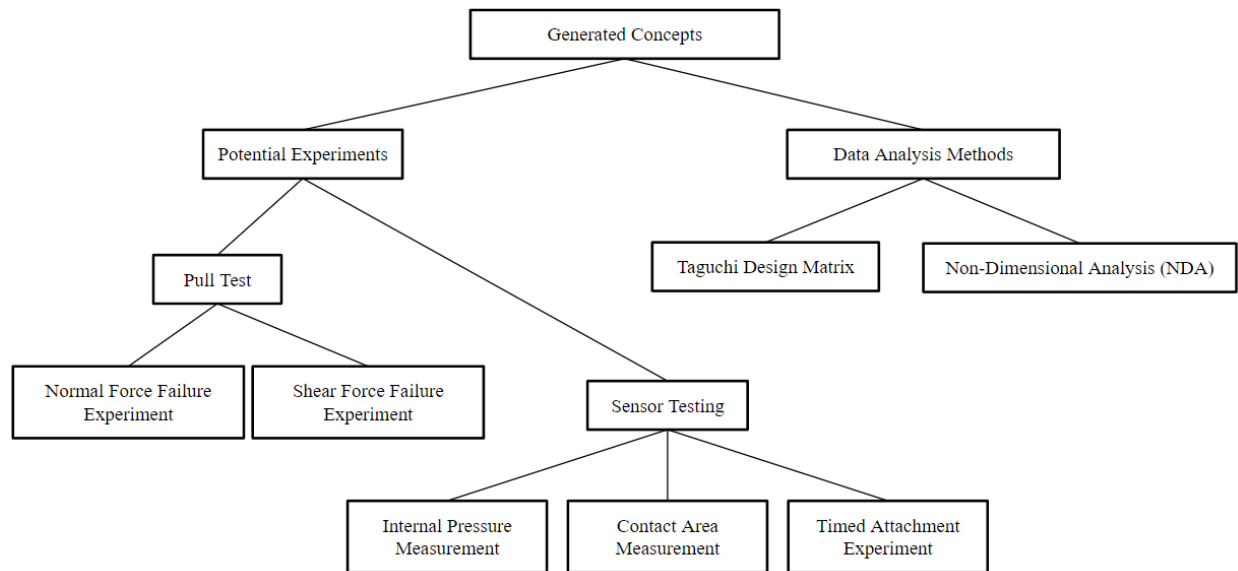 Generated Concepts
Potential Experiments
Data Analysis Methods
Pull Test
Taguchi Design Matrix
Non-Dimensional Analysis (NDA)
Normal Force Failure
Experiment
Shear Force Failure
Experiment
Sensor Testing
Internal Pressure
Measurement
Contact Area
Measurement
Timed Attachment
Experiment